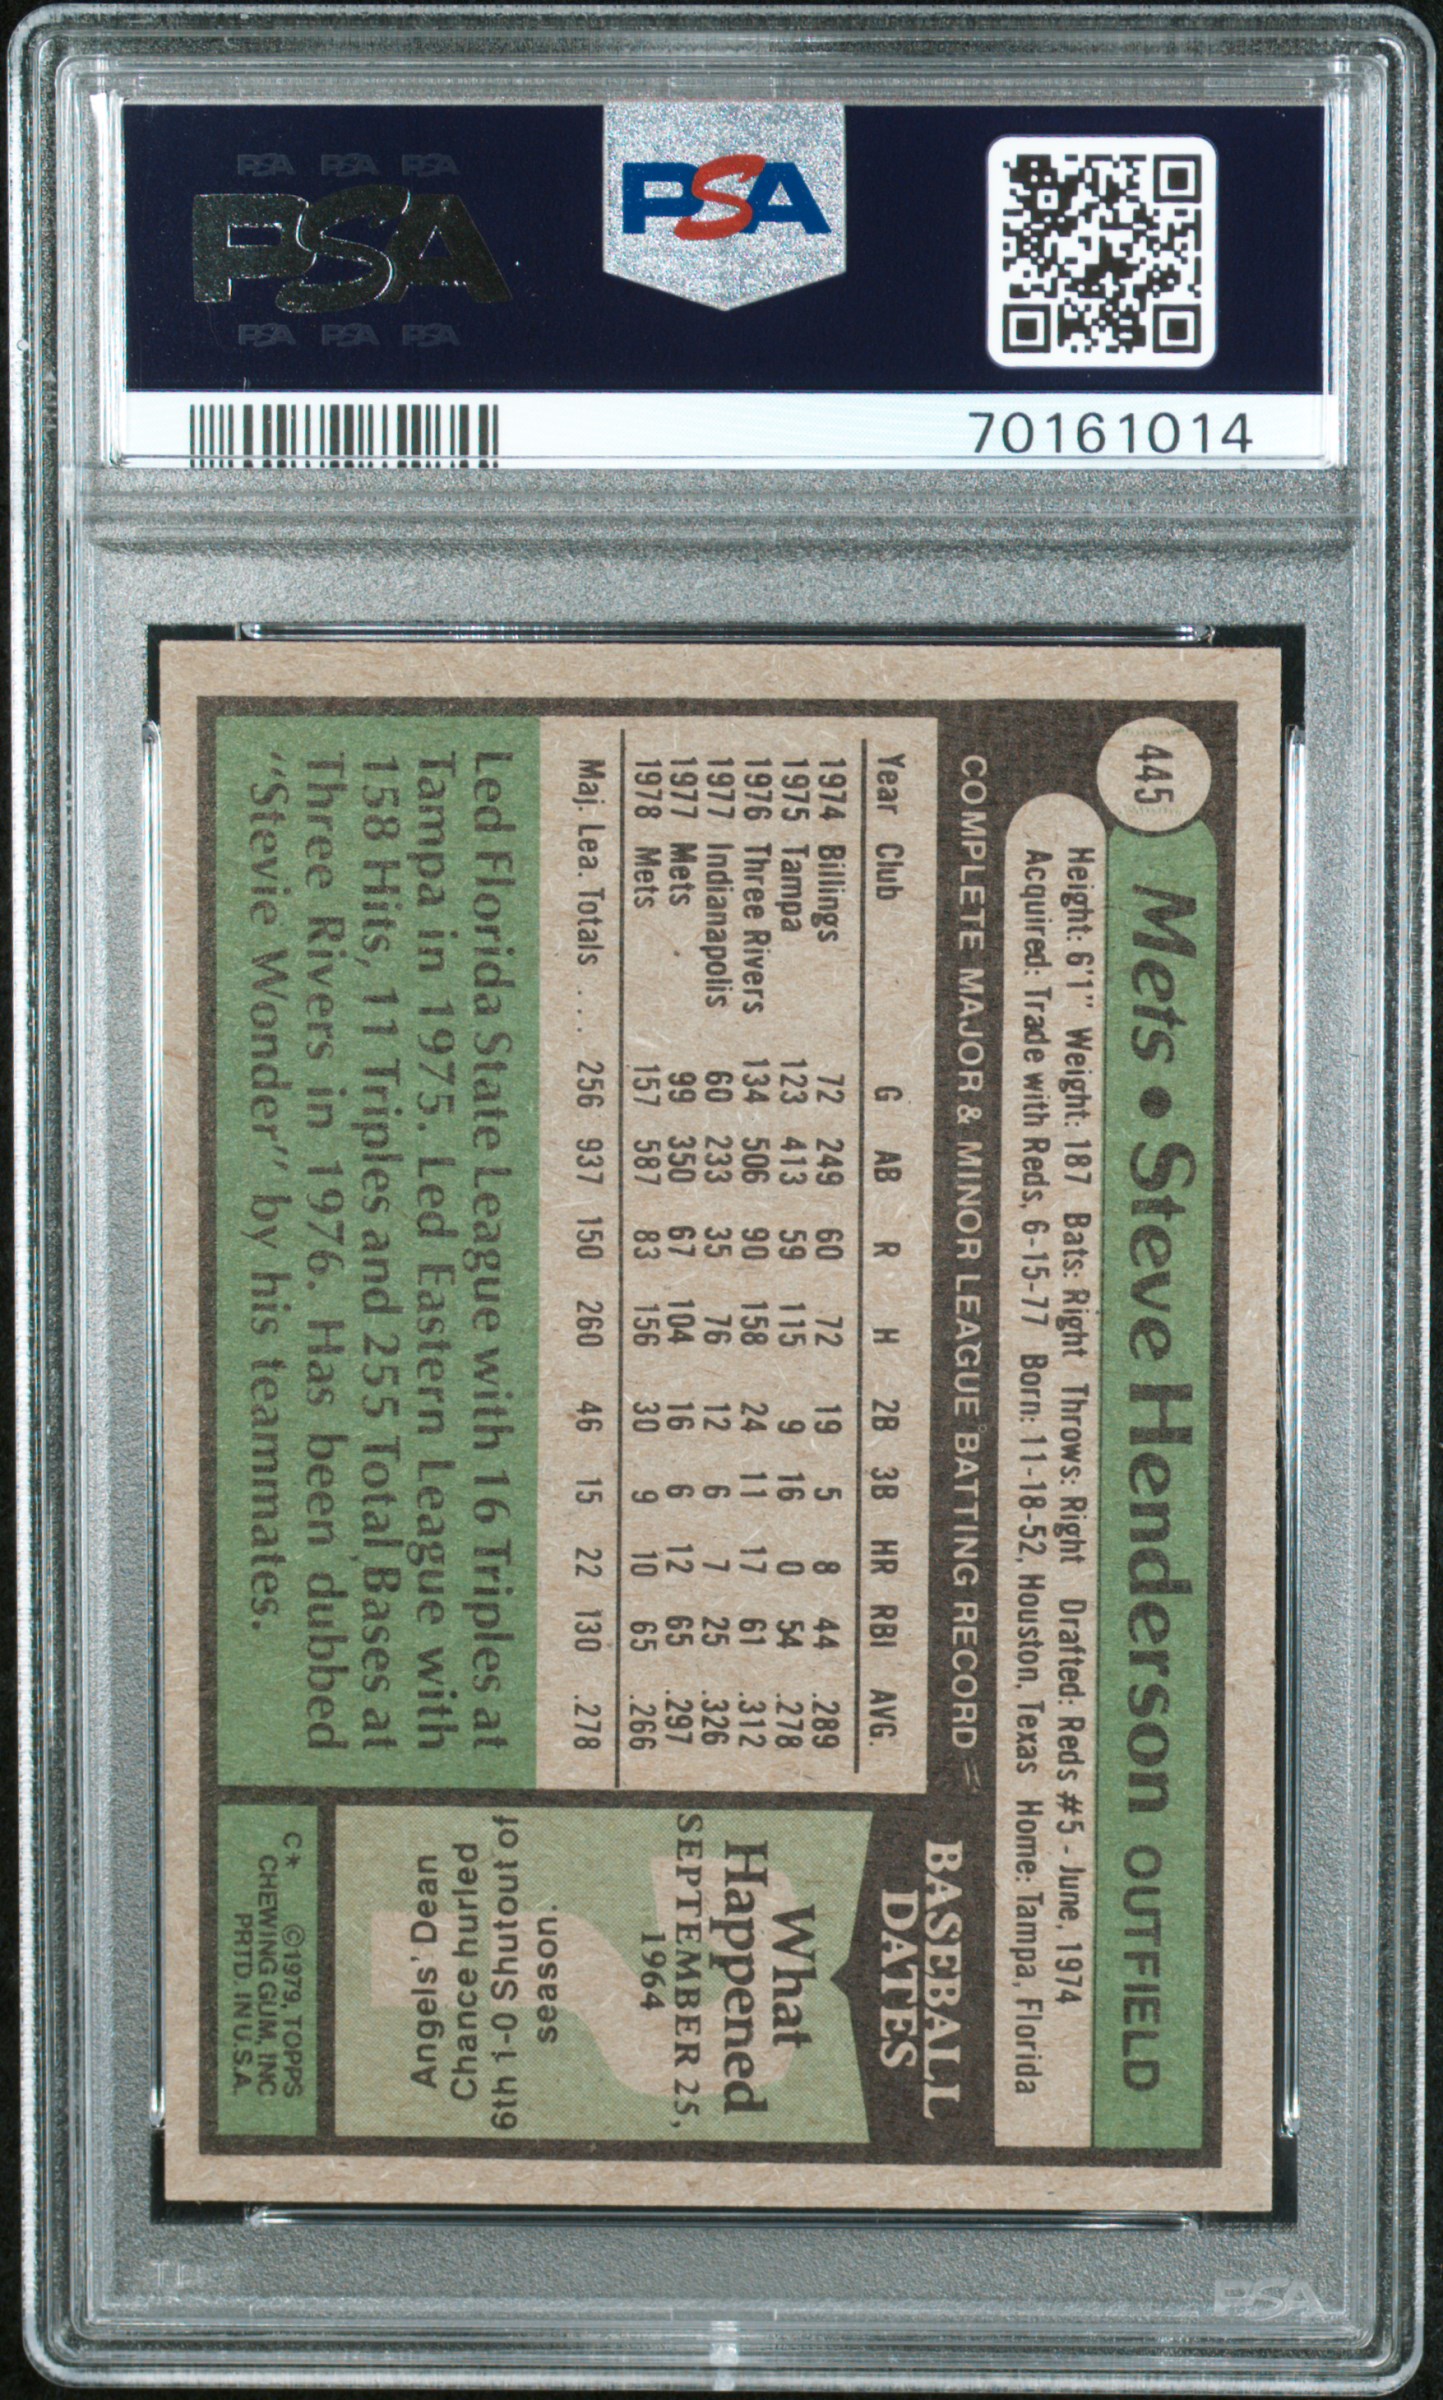 PSA PSA PSA
PSA
PSA PSA PSA
PSA
70161014
445
Mets • Steve Henderson OUTFIELD
Height: 6'1" Weight: 187 Bats: Right Throws: Right Drafted: Reds #5 - June, 1974
Acquired: Trade with Reds, 6-15-77 Born: 11-18-52, Houston, Texas Home: Tampa, Florida
COMPLETE MAJOR & MINOR LEAGUE BATTING RECORD
Year Club G AB R H 2B 3B HR RBI AVG.
1974 Billings 72 249 60 72 19 5 8 44 .289
1975 Tampa 123 413 59 115 9 16 0 54 .278
1976 Three Rivers 134 506 90 158 24 11 17 61 .312
1977 Indianapolis 60 233 35 76 12 6 7 25 .326
1977 Mets 99 350 67 104 16 6 12 65 .297
1978 Mets 157 587 83 156 30 9 10 65 .266
Maj. Lea. Totals . . . 256 937 150 260 46 15 22 130 .278
Led Florida State League with 16 Triples at
Tampa in 1975. Led Eastern League with
158 Hits, 11 Triples and 255 Total Bases at
Three Rivers in 1976. Has been dubbed
"Stevie Wonder" by his teammates.
BASEBALL
DATES
What
Happened
SEPTEMBER 25,
1964
?
Angels' Dean
Chance hurled
6th 1-0 Shutout of
season.
C* ©1979, TOPPS
CHEWING GUM, INC
PRTD. IN U.S.A.
PSA